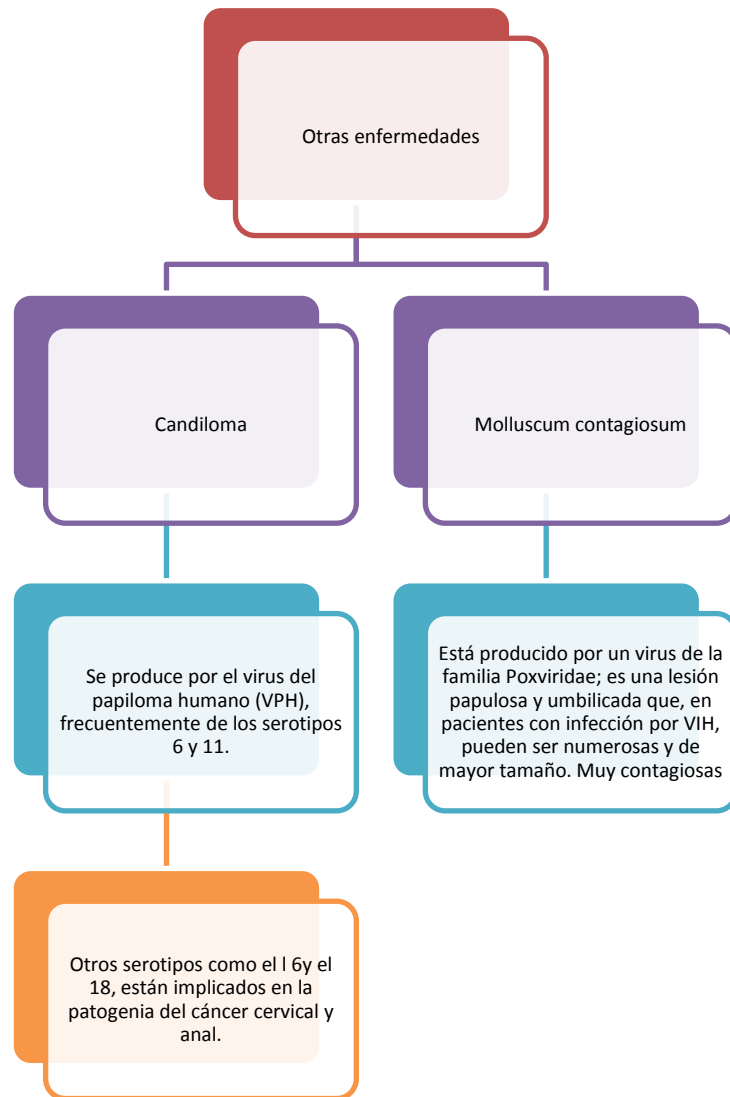 Otras enfermedades
Candiloma
Molluscum contagiosum
Se produce por el virus del
papiloma humano (VPH),
frecuentemente de los serotipos
6 y 11.
Está producido por un virus de la
familia Poxviridae; es una lesión
papulosa y umbilicada que, en
pacientes con infección por VIH,
pueden ser numerosas y de
mayor tamaño. Muy contagiosas
Otros serotipos como el l 6y el
18, están implicados en la
patogenia del cáncer cervical y
anal.